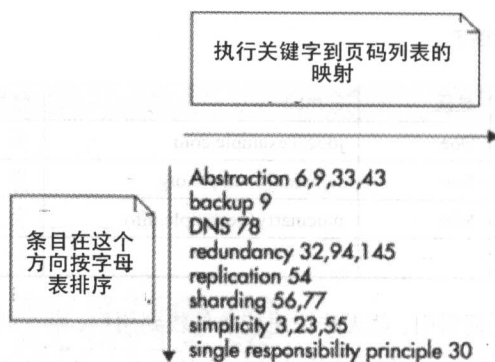 执行关键字到页码列表的
映射
条目在这个
方向按字母
表排序
Abstraction 6,9,33,43
backup 9
DNS 78
redundancy 32,94,145
replication 54
sharding 56,77
simplicity 3,23,55
single responsibility principle 30